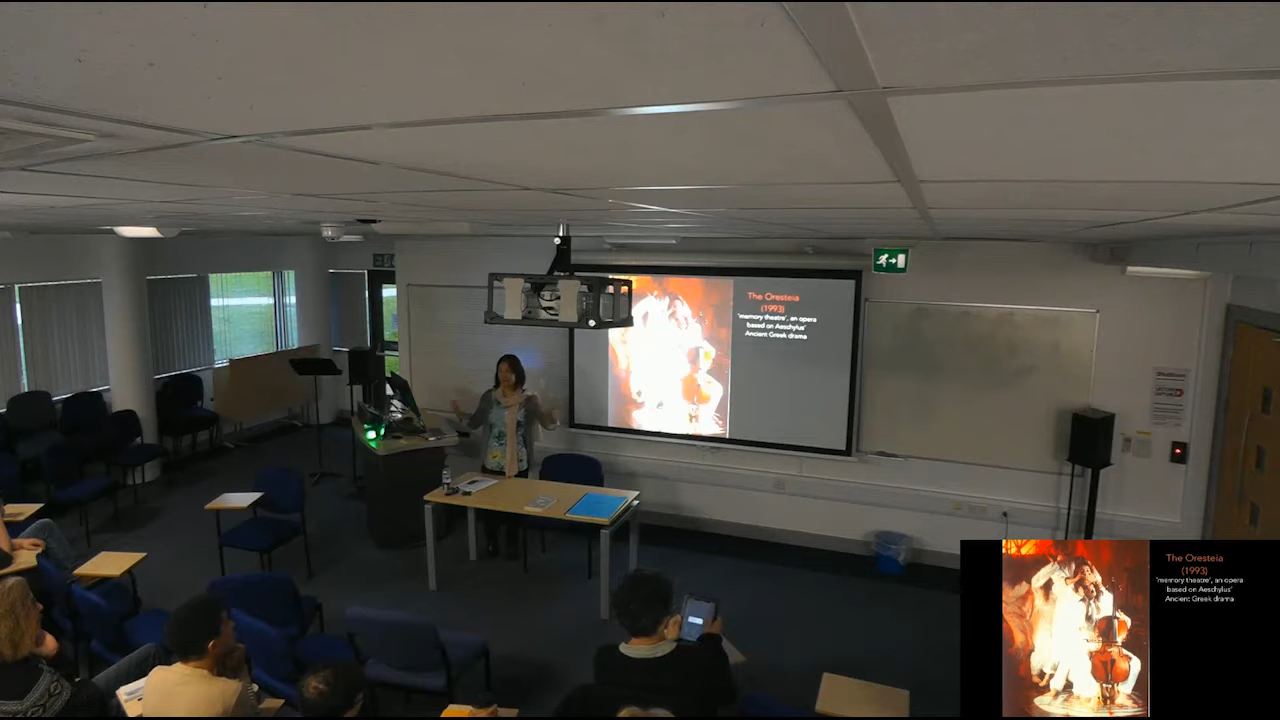 The Oresteia
(1993)
'memory theatre', an opera
based on Aeschylus'
Ancient Greek drama
The Oresteia
(1993)
'memory theatre', an opera
based on Aeschylus'
Ancient Greek drama